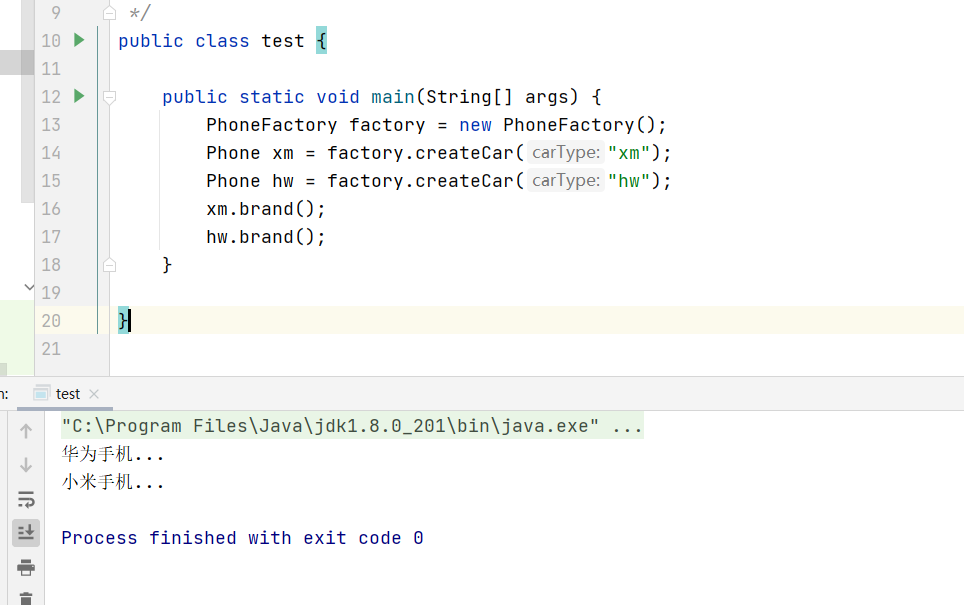 9 */
10 public class test {
11
12 public static void main(String[] args) {
13 PhoneFactory factory = new PhoneFactory();
14 Phone xm = factory.createCar( carType: "xm");
15 Phone hw = factory.createCar( carType: "hw");
16 xm.brand();
17 hw.brand();
18 }
19
20 }
21
n: test
"C:\Program Files\Java\jdk1.8.0_201\bin\java.exe" ...
华为手机...
小米手机...
Process finished with exit code 0